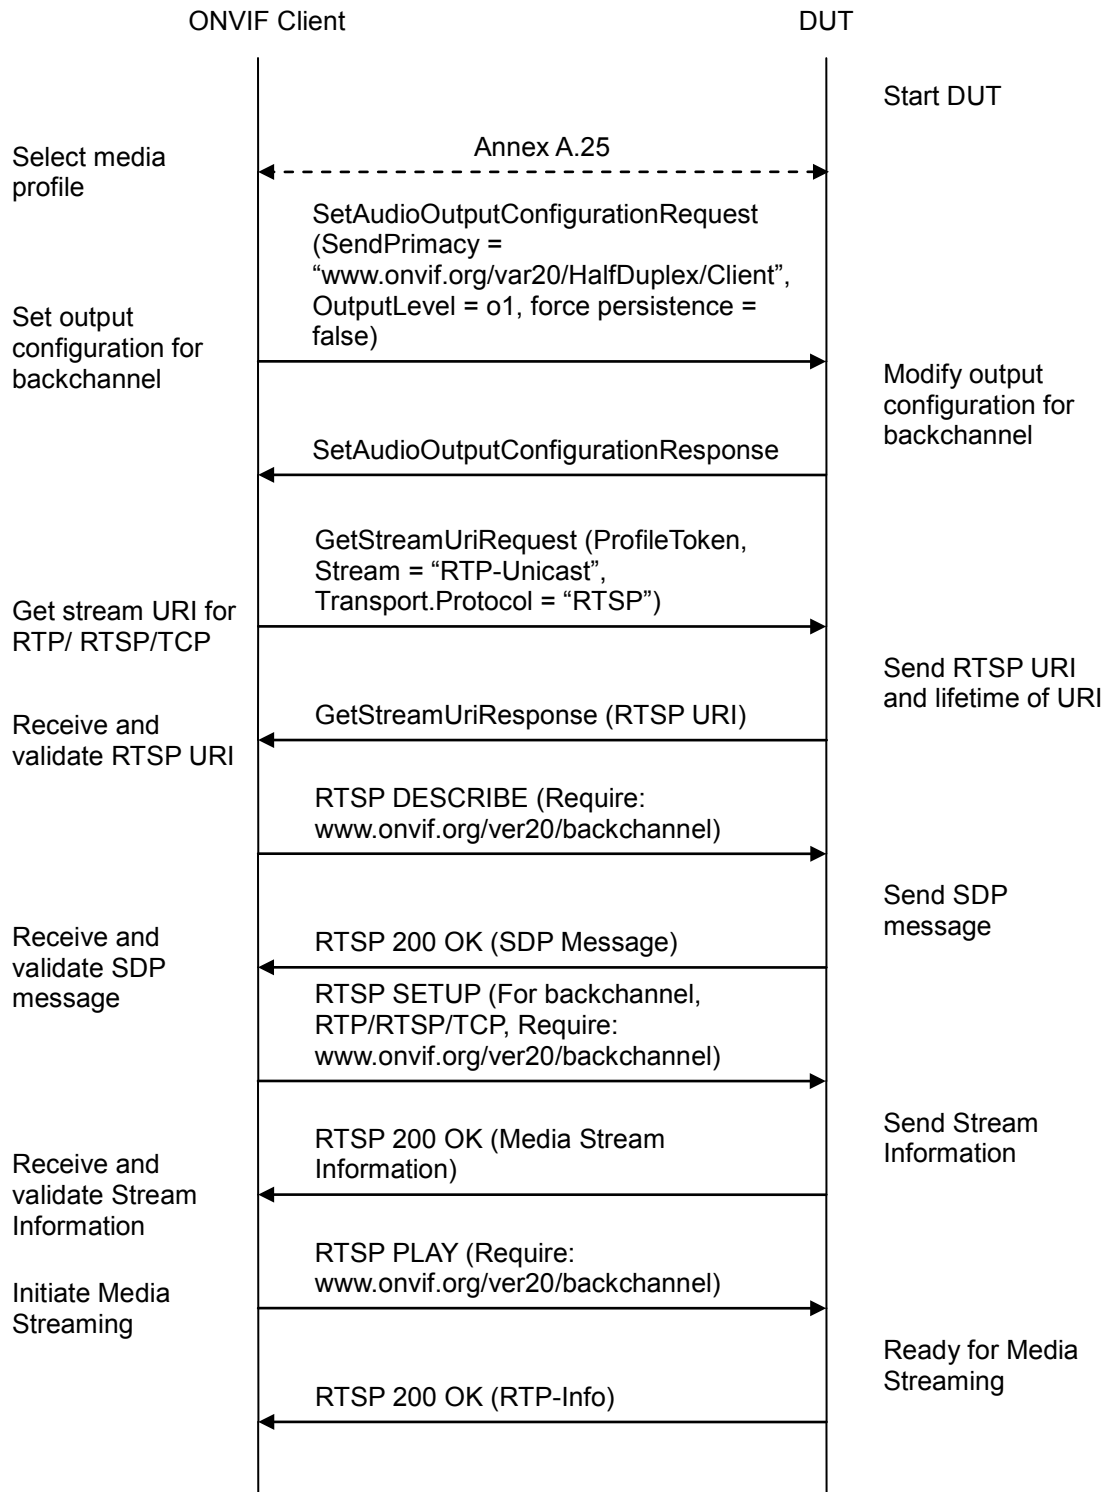 ONVIF Client
DUT
Start DUT
Annex A.25
Select media
profile
SetAudioOutputConfigurationRequest
(SendPrimacy =
“www.onvif.org/var20/HalfDuplex/Client”,
OutputLevel = o1, force persistence =
false)
Set output
configuration for
backchannel
Modify output
configuration for
backchannel
SetAudioOutputConfigurationResponse
GetStreamUriRequest (ProfileToken,
Stream = “RTP-Unicast”,
Transport.Protocol = “RTSP”)
Get stream URI for
RTP/ RTSP/TCP
Send RTSP URI
and lifetime of URI
GetStreamUriResponse (RTSP URI)
Receive and
validate RTSP URI
RTSP DESCRIBE (Require:
www.onvif.org/ver20/backchannel)
Send SDP
message
RTSP 200 OK (SDP Message)
Receive and
validate SDP
message
RTSP SETUP (For backchannel,
RTP/RTSP/TCP, Require:
www.onvif.org/ver20/backchannel)
Send Stream
Information
RTSP 200 OK (Media Stream
Information)
Receive and
validate Stream
Information
RTSP PLAY (Require:
www.onvif.org/ver20/backchannel)
Initiate Media
Streaming
Ready for Media
Streaming
RTSP 200 OK (RTP-Info)